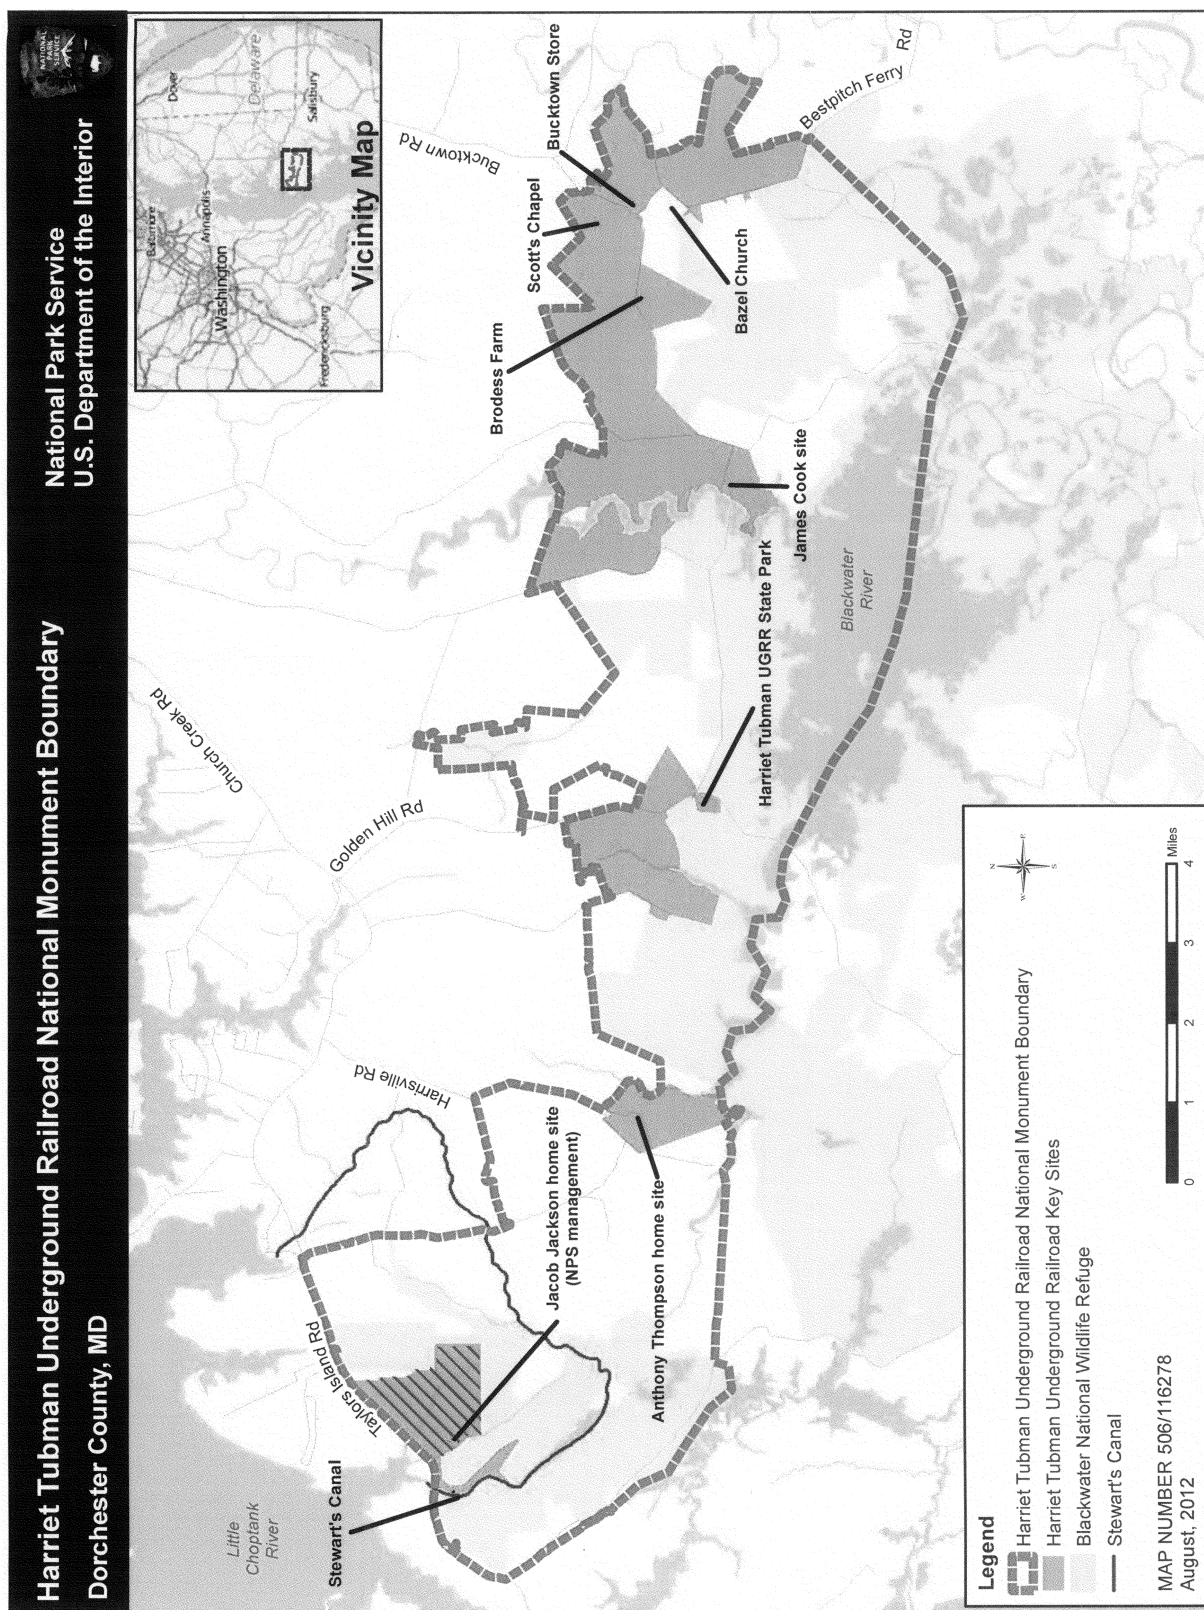 Harriet Tubman Underground Railroad National Monument Boundary
Dorchester County, MD
National Park Service
U.S. Department of the Interior
NATIONAL
PARK
SERVICE
Little
Choptank
River
Stewart's Canal
Taylors Island Rd
Jacob Jackson home site
(NPS management)
Anthony Thompson home site
Harrisville Rd
Golden Hill Rd
Church Creek Rd
Harriet Tubman UGRR State Park
Blackwater
River
James Cook site
Brodess Farm
Scott's Chapel
Bucktown Store
Bazel Church
Bucktown Rd
Bestpitch Ferry
Rd
Baltimore
Annapolis
Washington
Fredericksburg
Dover
Delaware
Salisbury
Vicinity Map
Legend
Harriet Tubman Underground Railroad National Monument Boundary
Harriet Tubman Underground Railroad Key Sites
Blackwater National Wildlife Refuge
Stewart's Canal
MAP NUMBER 506/116278
August, 2012
N
W
E
S
0 1 2 3 4
Miles